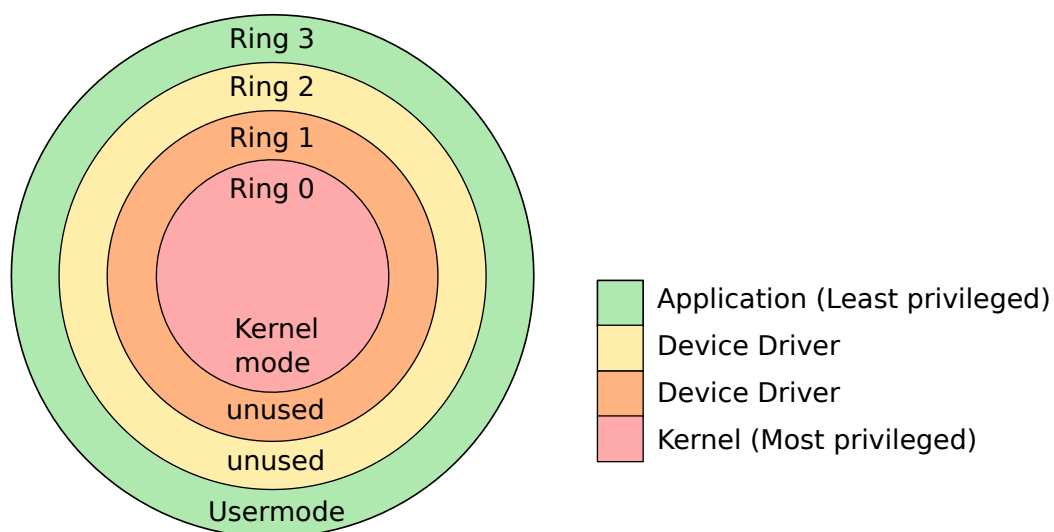 Ring 3
Ring 2
Ring 1
Ring 0
Kernel
mode
unused
unused
Usermode
Application (Least privileged)
Device Driver
Device Driver
Kernel (Most privileged)